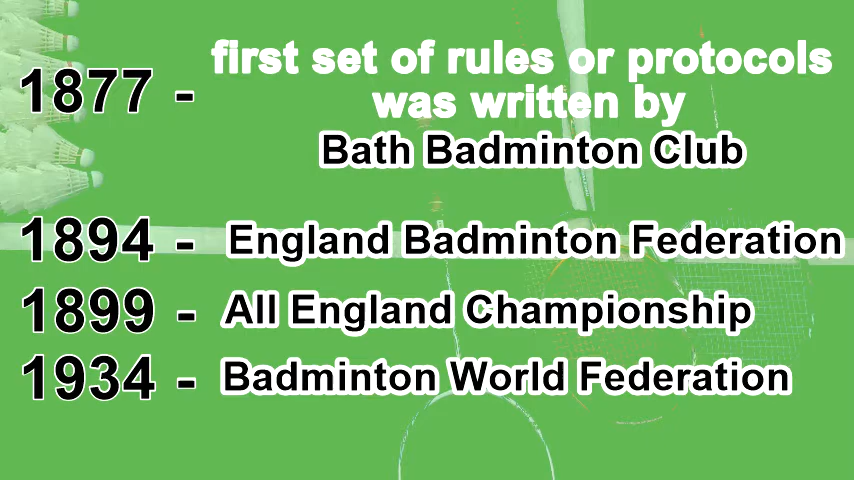 1877 - first set of rules or protocols
was written by
Bath Badminton Club
1894 - England Badminton Federation
1899 - All England Championship
1934 - Badminton World Federation